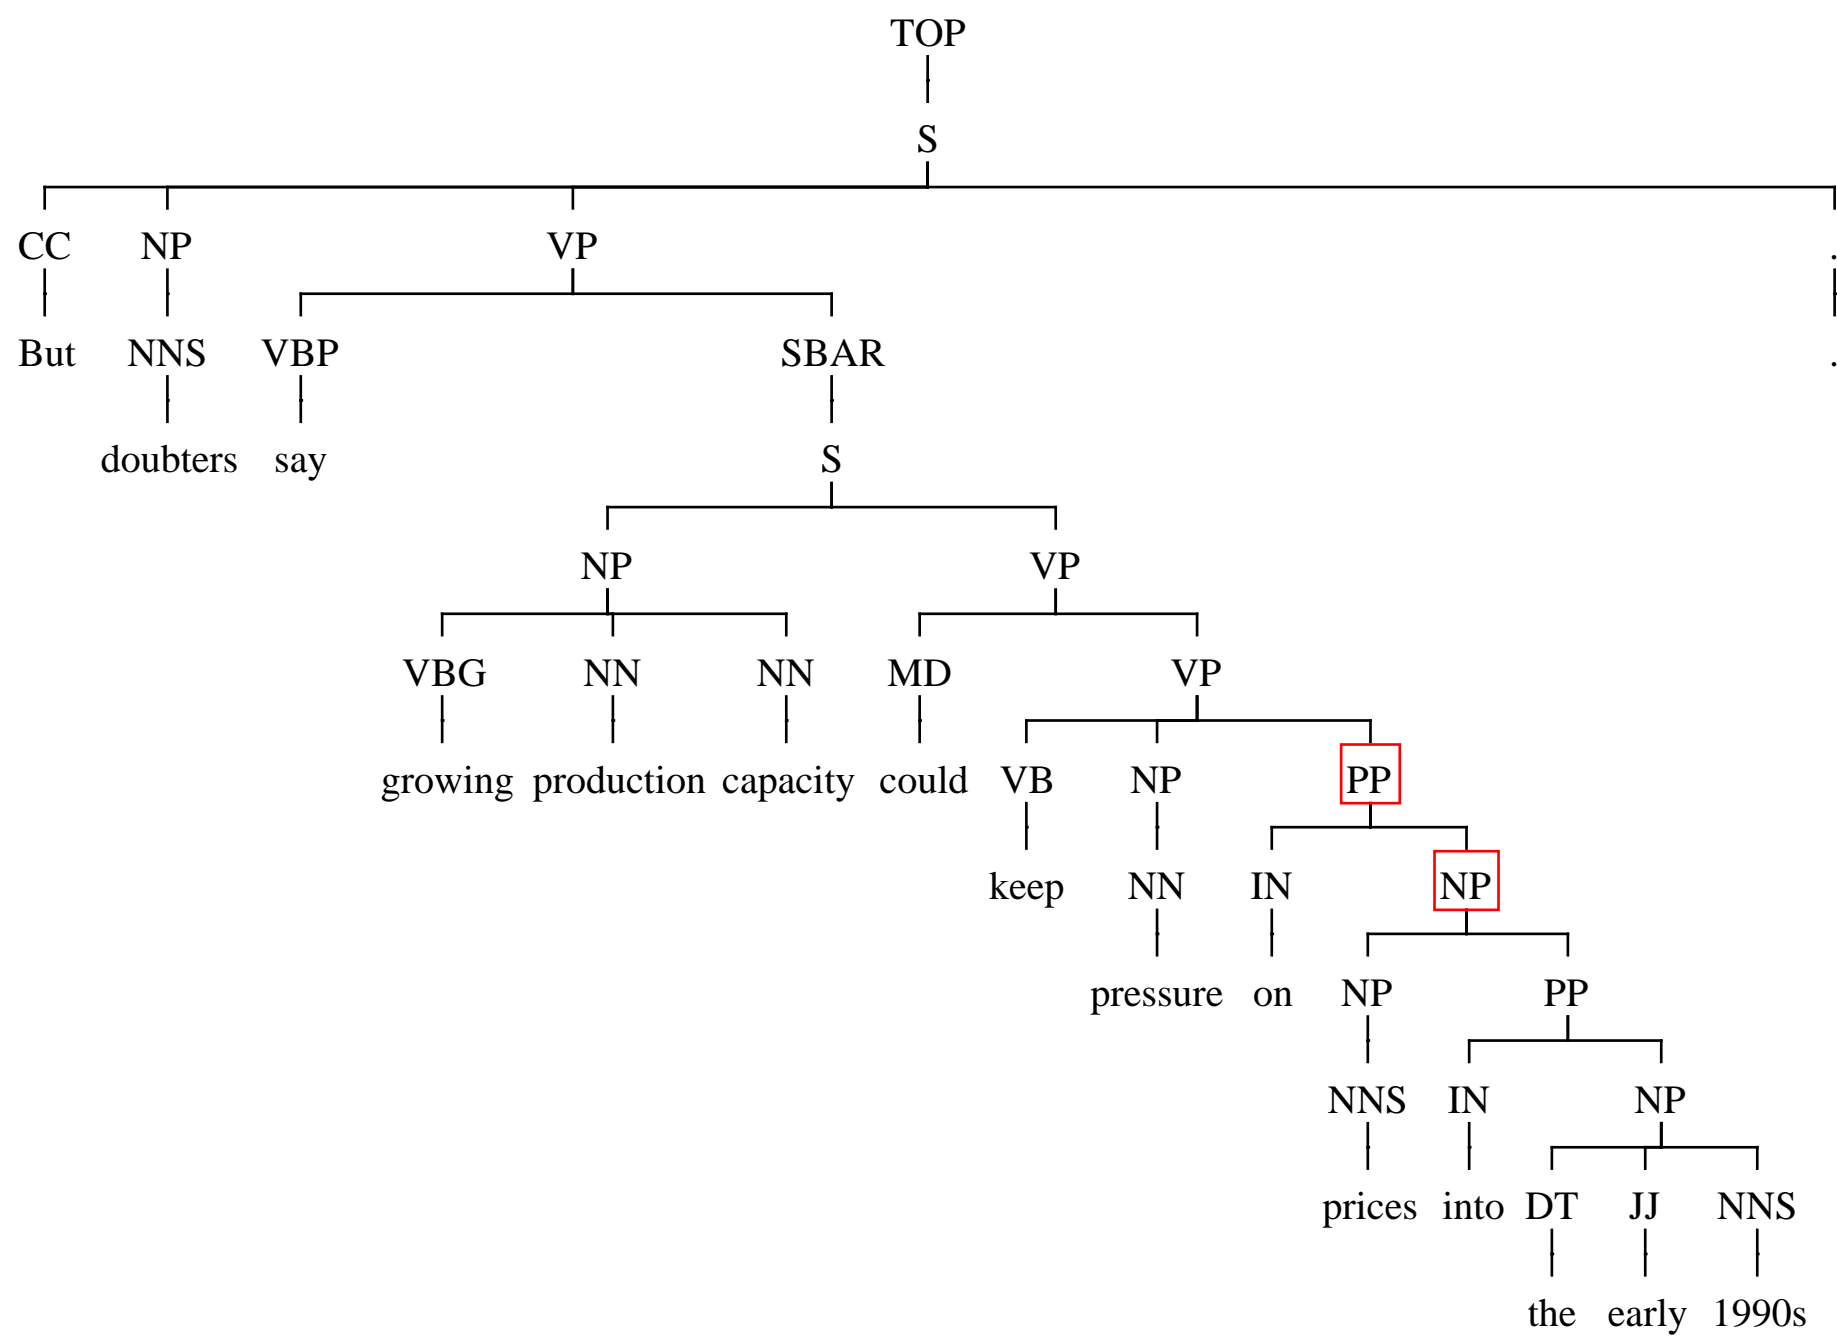 TOP
S
CC NP VP .
But NNS VBP SBAR .
doubters say S
NP VP
VBG NN NN MD VP
growing production capacity could VB NP PP
keep NN IN NP
pressure on NP PP
NNS IN NP
prices into DT JJ NNS
the early 1990s